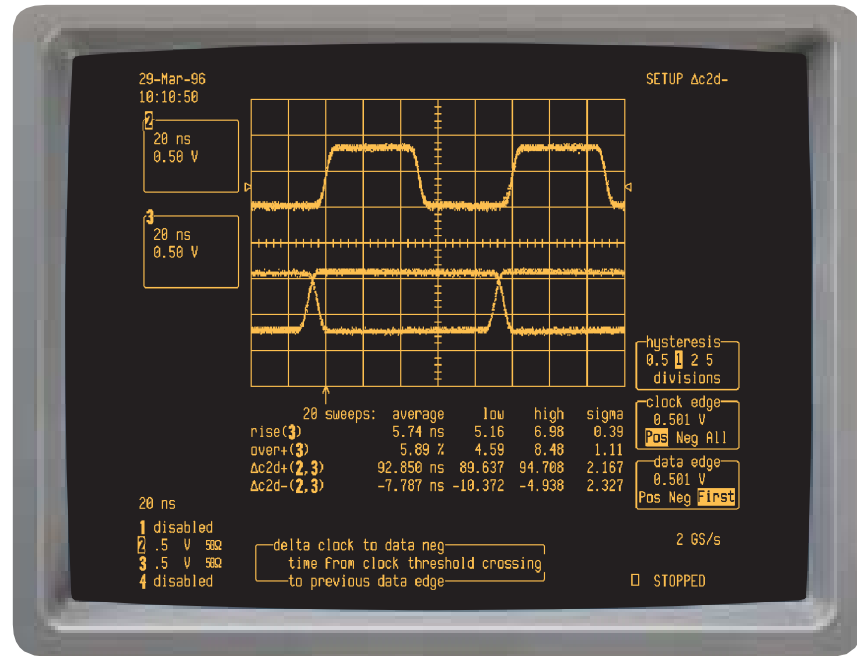 29-Mar-96
10:10:50
SETUP Δc2d-
2
20 ns
0.50 V
3
20 ns
0.50 V
hysteresis
0.5 1 2 5
divisions
clock edge
0.501 V
Pos Neg All
data edge
0.501 V
Pos Neg First
20 sweeps: average low high sigma
rise(3) 5.74 ns 5.16 6.98 0.39
over+(3) 5.89 % 4.59 8.48 1.11
Δc2d+(2,3) 92.850 ns 89.637 94.708 2.167
Δc2d-(2,3) -7.787 ns -10.372 -4.938 2.327
20 ns
1 disabled
2 .5 V 50Ω
3 .5 V 50Ω
4 disabled
delta clock to data neg
time from clock threshold crossing
to previous data edge
2 GS/s
STOPPED